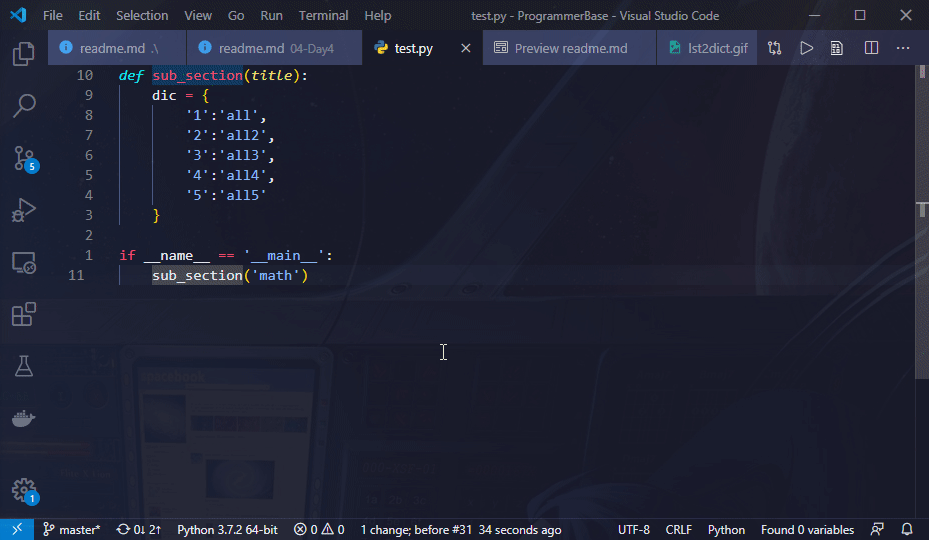 File Edit Selection View Go Run Terminal Help test.py - ProgrammerBase - Visual Studio Code
readme.md .\ readme.md 04-Day4 test.py Preview readme.md lst2dict.gif
10 def sub_section(title):
9 dic = {
8 '1':'all',
7 '2':'all2',
6 '3':'all3',
5 '4':'all4',
4 '5':'all5'
3 }
2
1 if __name__ == '__main__':
11 sub_section('math')
5
1
master* 0↓ 2↑ Python 3.7.2 64-bit 0 0 1 change; before #31 34 seconds ago UTF-8 CRLF Python Found 0 variables